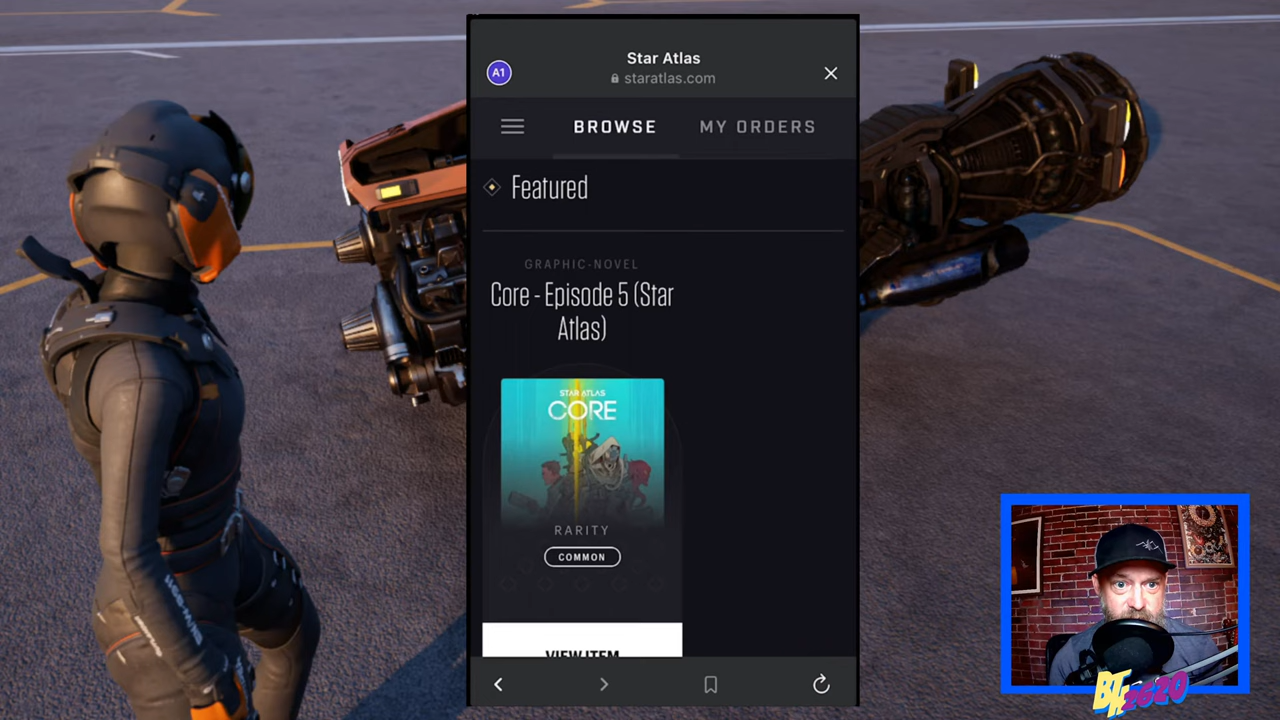 Star Atlas
A1
staratlas.com
BROWSE
MY ORDERS
Featured
GRAPHIC-NOVEL
Core - Episode 5 (Star
Atlas)
STAR ATLAS
CORE
RARITY
COMMON
VIEW ITEM
BTK2620